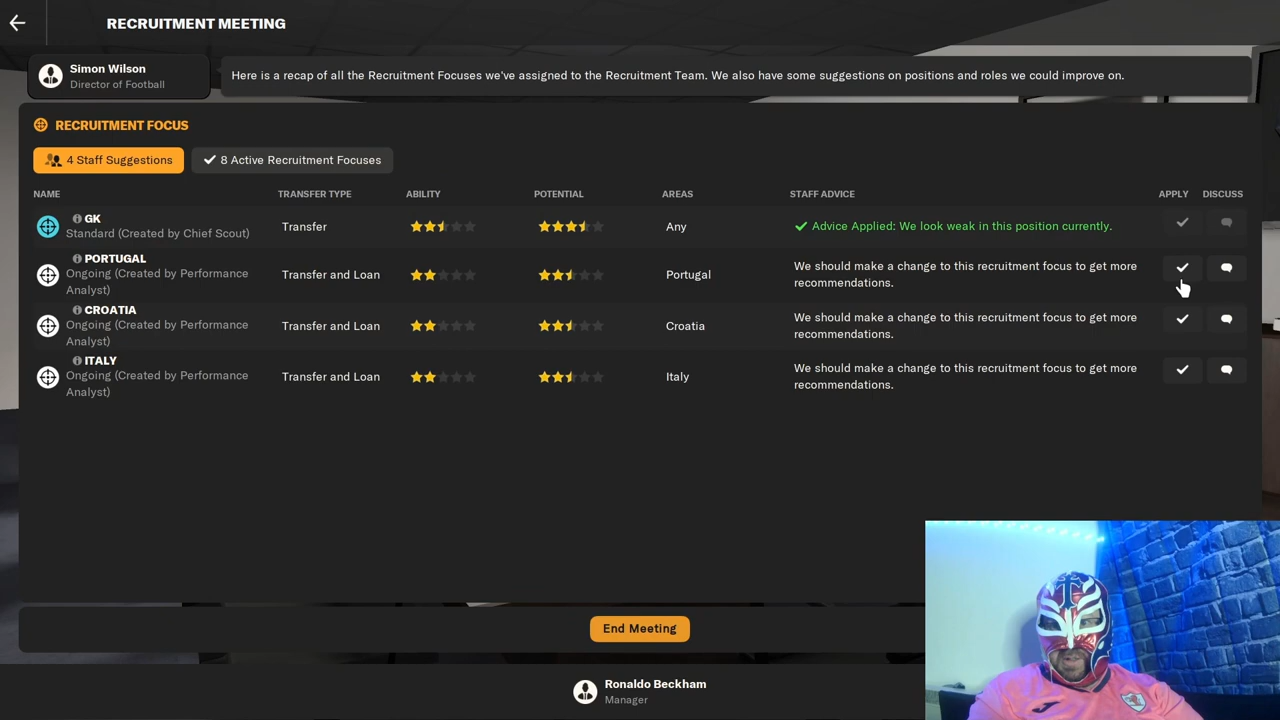 RECRUITMENT MEETING
Simon Wilson
Director of Football
Here is a recap of all the Recruitment Focuses we've assigned to the Recruitment Team. We also have some suggestions on positions and roles we could improve on.
RECRUITMENT FOCUS
4 Staff Suggestions
8 Active Recruitment Focuses
NAME TRANSFER TYPE ABILITY POTENTIAL AREAS STAFF ADVICE APPLY DISCUSS
GK
Standard (Created by Chief Scout)
Transfer
Any
Advice Applied: We look weak in this position currently.
PORTUGAL
Ongoing (Created by Performance
Analyst)
Transfer and Loan
Portugal
We should make a change to this recruitment focus to get more
recommendations.
CROATIA
Ongoing (Created by Performance
Analyst)
Transfer and Loan
Croatia
We should make a change to this recruitment focus to get more
recommendations.
ITALY
Ongoing (Created by Performance
Analyst)
Transfer and Loan
Italy
We should make a change to this recruitment focus to get more
recommendations.
End Meeting
Ronaldo Beckham
Manager